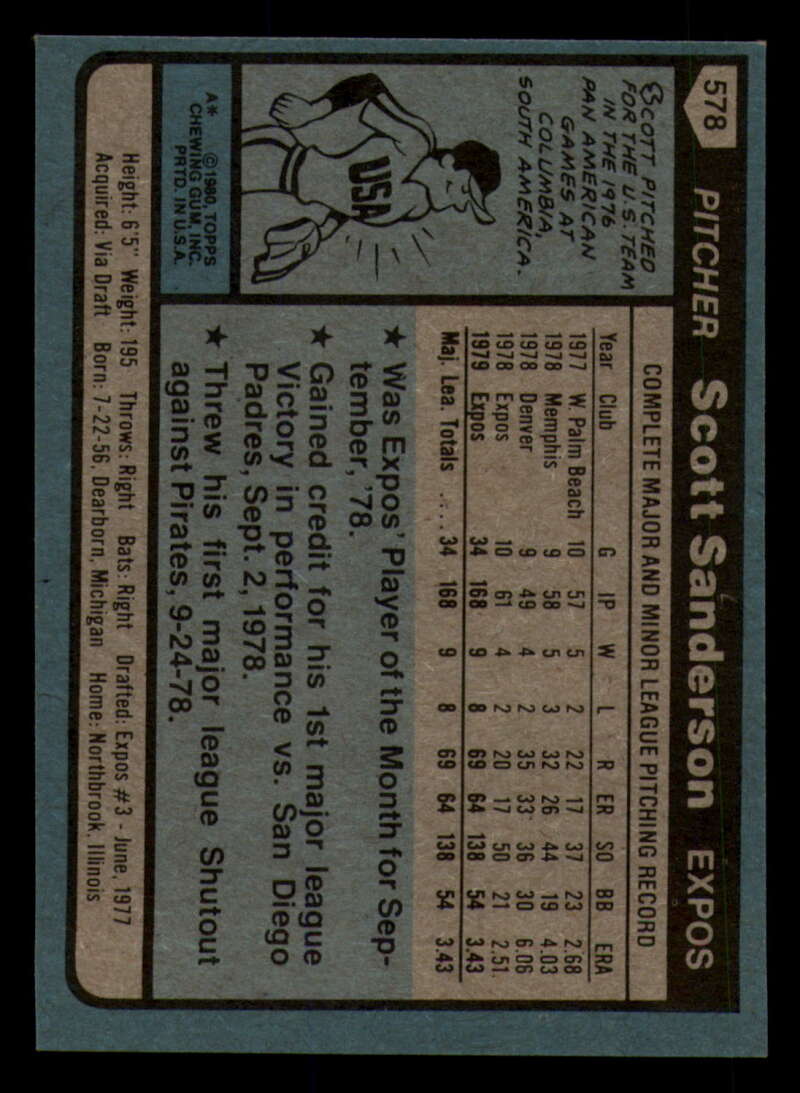 578 PITCHER Scott Sanderson EXPOS
SCOTT PITCHED
FOR THE U.S. TEAM
IN THE 1976
PAN AMERICAN
GAMES AT
COLUMBIA,
SOUTH AMERICA.
USA
A* ©1980, TOPPS
CHEWING GUM, INC.
PRTD. IN U.S.A.
COMPLETE MAJOR AND MINOR LEAGUE PITCHING RECORD
Year Club G IP W L R ER SO BB ERA
1977 W. Palm Beach 10 57 5 2 22 17 37 23 2.68
1978 Memphis 9 58 5 3 32 26 44 19 4.03
1978 Denver 9 49 4 2 35 33 36 30 6.06
1978 Expos 10 61 4 2 20 17 50 21 2.51
1979 Expos 34 168 9 8 69 64 138 54 3.43
Maj. Lea. Totals .... 34 168 9 8 69 64 138 54 3.43
★ Was Expos' Player of the Month for Sep-
tember, '78.
★ Gained credit for his 1st major league
Victory in performance vs. San Diego
Padres, Sept. 2, 1978.
★ Threw his first major league Shutout
against Pirates, 9-24-78.
Height: 6'5" Weight: 195 Throws: Right Bats: Right Drafted: Expos #3 - June, 1977
Acquired: Via Draft Born: 7-22-56, Dearborn, Michigan Home: Northbrook, Illinois